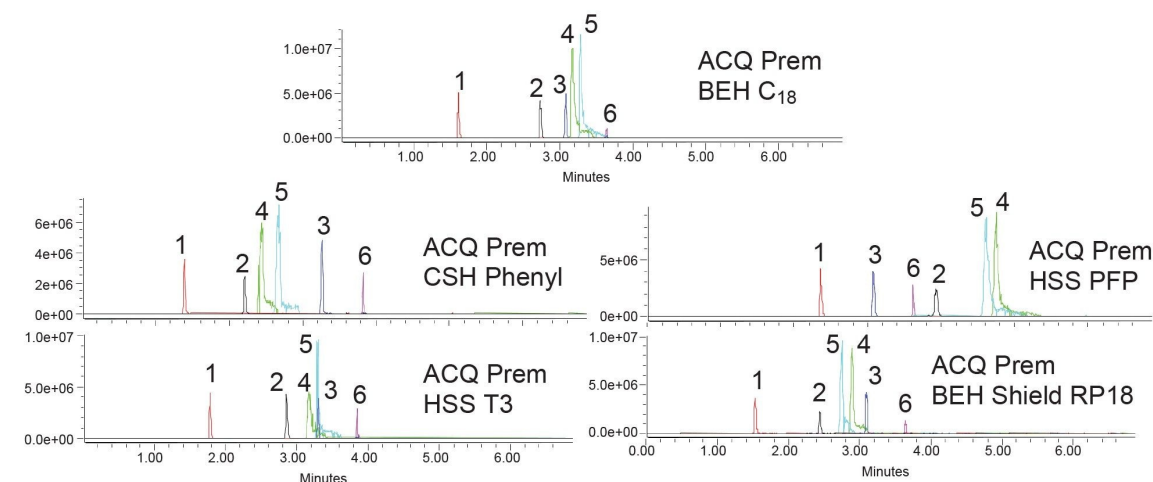 5
4
1.0e+07
ACQ Prem
BEH C18
1
2 3
5.0e+06
6
0.0e+00
1.00 2.00 3.00 4.00 5.00 6.00
Minutes
5
4
6e+06
3
1
ACQ Prem
CSH Phenyl
4e+06
2
6
2e+06
0e+00
5 4
1
3
ACQ Prem
HSS PFP
5e+06
6 2
0e+00
1.0e+07
5
ACQ Prem
HSS T3
1
2 4 3 6
5.0e+06
0.0e+00
1.00 2.00 3.00 4.00 5.00 6.00
Minutes
1.0e+07
5 4
ACQ Prem
BEH Shield RP18
1
3
5.0e+06
2
6
0.0e+00
0.00 1.00 2.00 3.00 4.00 5.00 6.00
Minutes